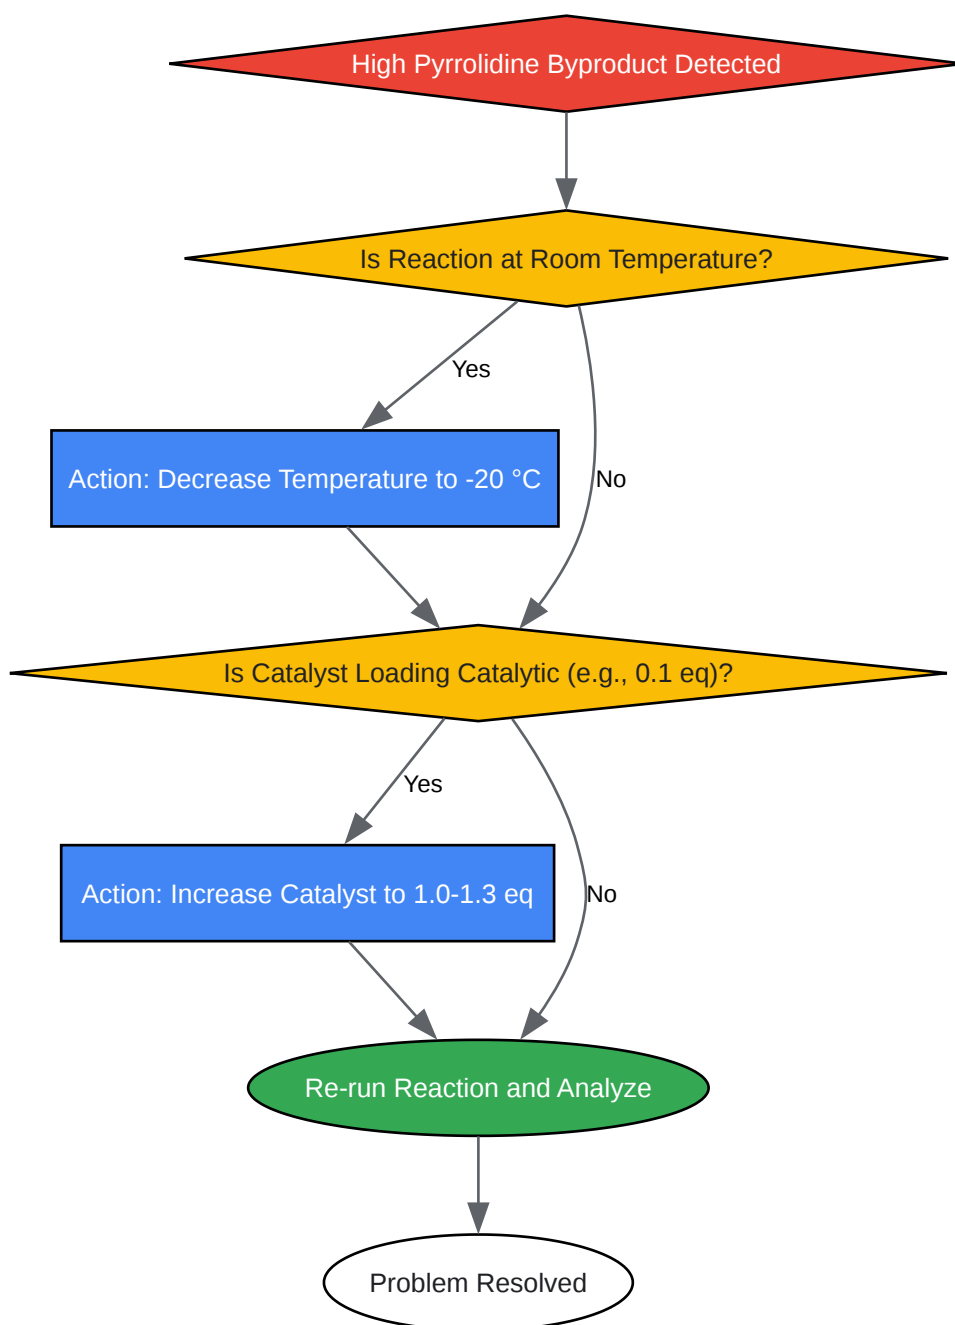 High Pyrrolidine Byproduct Detected
Is Reaction at Room Temperature?
Yes
Action: Decrease Temperature to -20 °C
No
Is Catalyst Loading Catalytic (e.g., 0.1 eq)?
Yes
Action: Increase Catalyst to 1.0-1.3 eq
No
Re-run Reaction and Analyze
Problem Resolved